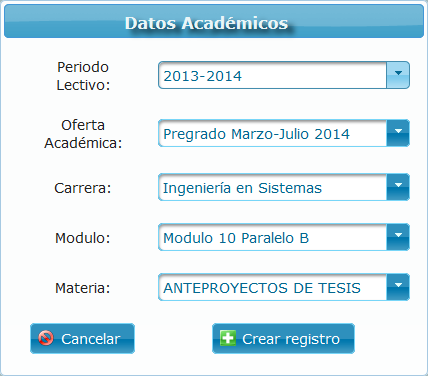 Datos Académicos
Periodo
Lectivo:
2013-2014
Oferta
Académica:
Pregrado Marzo-Julio 2014
Carrera:
Ingeniería en Sistemas
Modulo:
Modulo 10 Paralelo B
Materia:
ANTEPROYECTOS DE TESIS
Cancelar
Crear registro